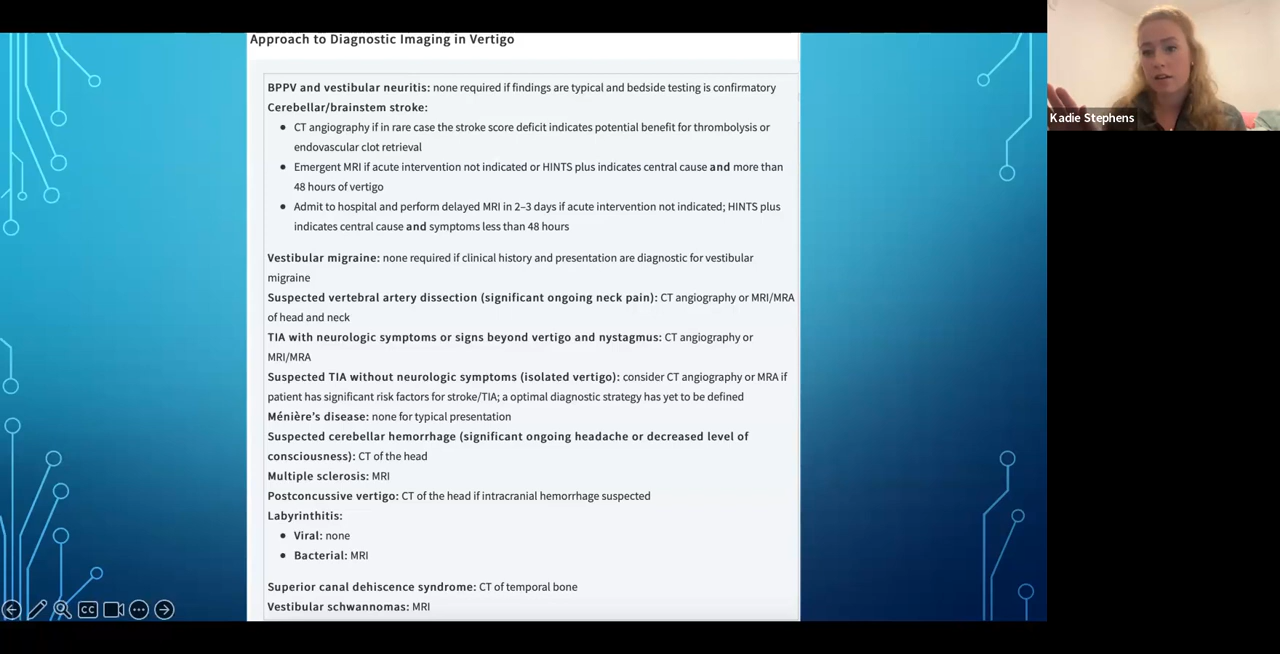 Approach to Diagnostic Imaging in Vertigo
BPPV and vestibular neuritis: none required if findings are typical and bedside testing is confirmatory
Cerebellar/brainstem stroke:
• CT angiography if in rare case the stroke score deficit indicates potential benefit for thrombolysis or
endovascular clot retrieval
• Emergent MRI if acute intervention not indicated or HINTS plus indicates central cause and more than
48 hours of vertigo
• Admit to hospital and perform delayed MRI in 2–3 days if acute intervention not indicated; HINTS plus
indicates central cause and symptoms less than 48 hours
Vestibular migraine: none required if clinical history and presentation are diagnostic for vestibular
migraine
Suspected vertebral artery dissection (significant ongoing neck pain): CT angiography or MRI/MRA
of head and neck
TIA with neurologic symptoms or signs beyond vertigo and nystagmus: CT angiography or
MRI/MRA
Suspected TIA without neurologic symptoms (isolated vertigo): consider CT angiography or MRA if
patient has significant risk factors for stroke/TIA; a optimal diagnostic strategy has yet to be defined
Ménière’s disease: none for typical presentation
Suspected cerebellar hemorrhage (significant ongoing headache or decreased level of
consciousness): CT of the head
Multiple sclerosis: MRI
Postconcussive vertigo: CT of the head if intracranial hemorrhage suspected
Labyrinthitis:
• Viral: none
• Bacterial: MRI
Superior canal dehiscence syndrome: CT of temporal bone
Vestibular schwannomas: MRI
CC
Kadie Stephens